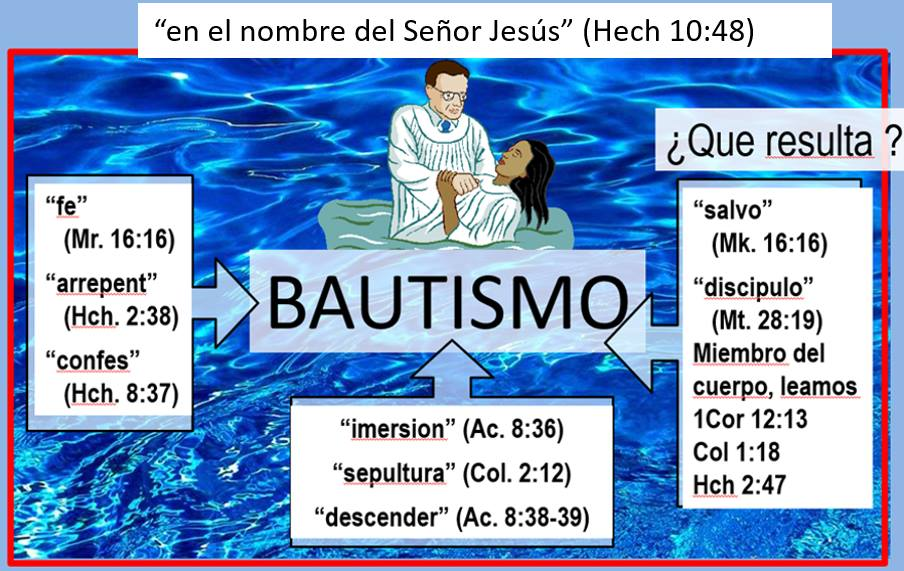 “en el nombre del Señor Jesús” (Hech 10:48)
¿Que resulta ?
“fe”
(Mr. 16:16)
“arrepent”
(Hch. 2:38)
“confes”
(Hch. 8:37)
BAUTISMO
“imersion” (Ac. 8:36)
“sepultura” (Col. 2:12)
“descender” (Ac. 8:38-39)
“salvo”
(Mk. 16:16)
“discipulo”
(Mt. 28:19)
Miembro del
cuerpo, leamos
1Cor 12:13
Col 1:18
Hch 2:47